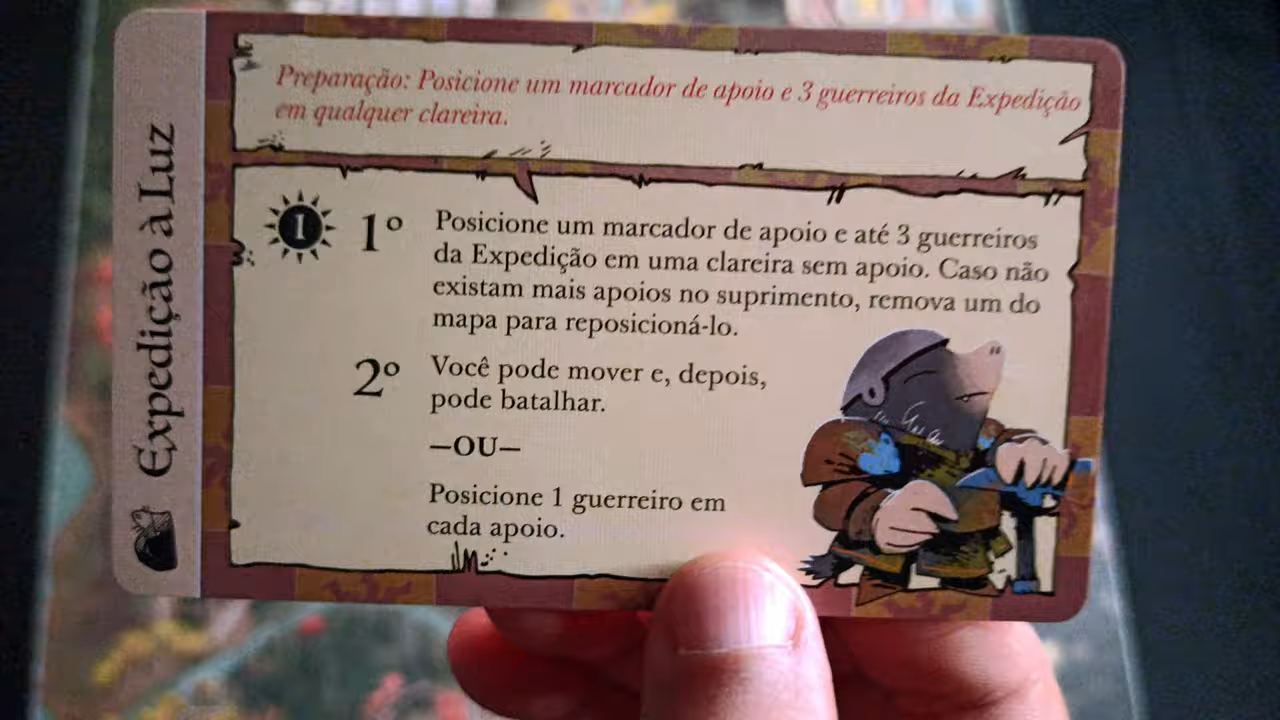 Expedição à Luz
Preparação: Posicione um marcador de apoio e 3 guerreiros da Expedição
em qualquer clareira.
1
1º
Posicione um marcador de apoio e até 3 guerreiros
da Expedição em uma clareira sem apoio. Caso não
existam mais apoios no suprimento, remova um do
mapa para reposicioná-lo.
2º
Você pode mover e, depois,
pode batalhar.
—OU—
Posicione 1 guerreiro em
cada apoio.